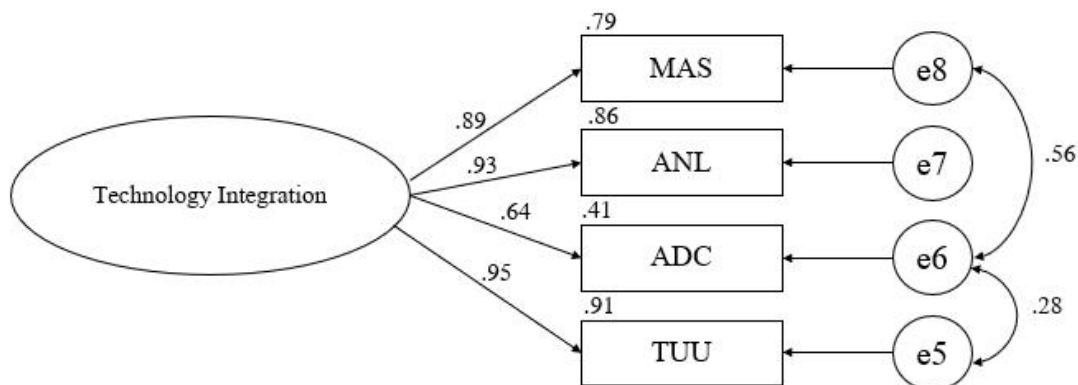 .79
MAS
e8
.89
.86
.56
.93
ANL
e7
Technology Integration
.64
.41
ADC
e6
.95
.28
.91
TUU
e5